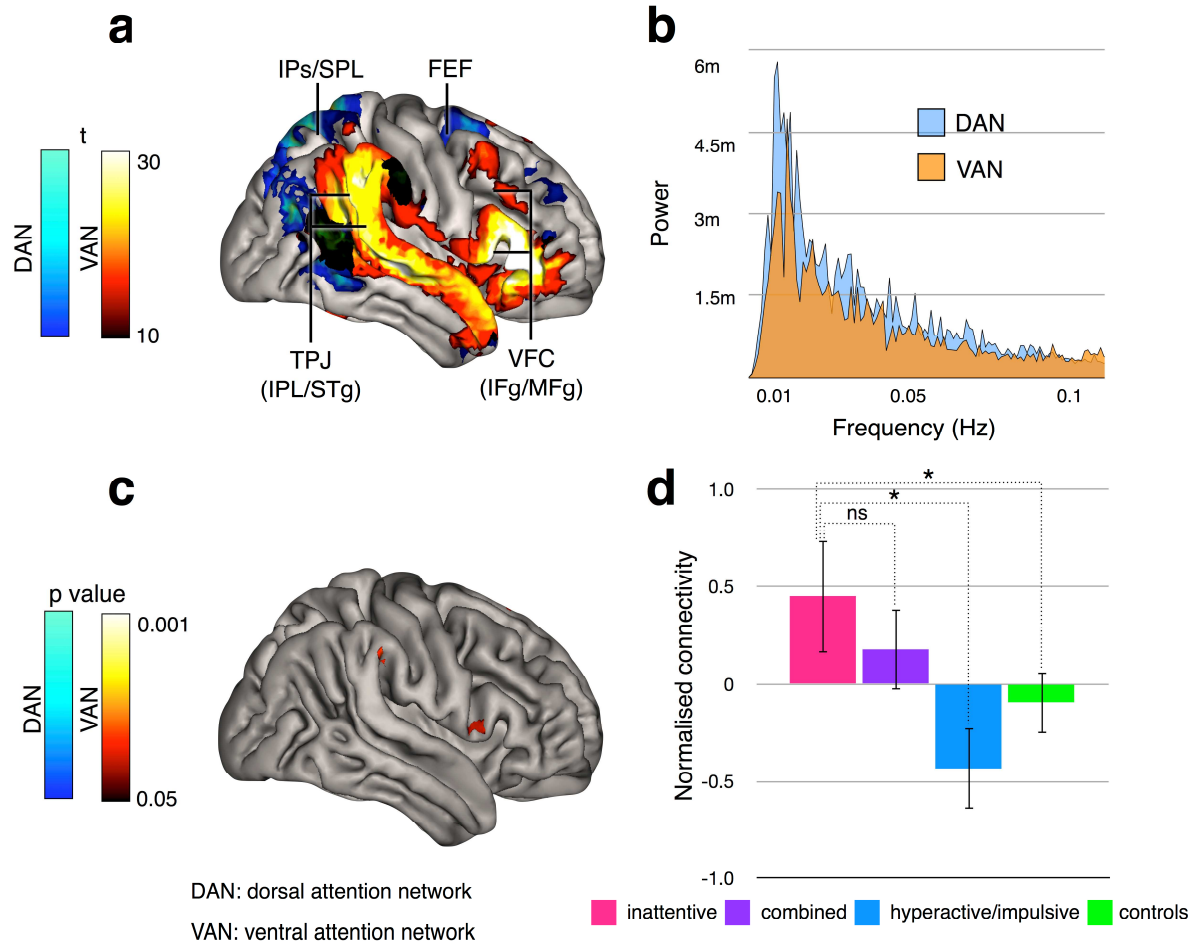 a
IPs/SPL
FEF
t
30
DAN
VAN
10
TPJ
(IPL/STg)
VFC
(IFg/MFg)
b
6m
4.5m
3m
1.5m
Power
DAN
VAN
0.01
0.05
0.1
Frequency (Hz)
c
p value
0.001
DAN
VAN
0.05
DAN: dorsal attention network
VAN: ventral attention network
d
1.0
0.5
0
-0.5
-1.0
Normalised connectivity
*
*
ns
inattentive
combined
hyperactive/impulsive
controls